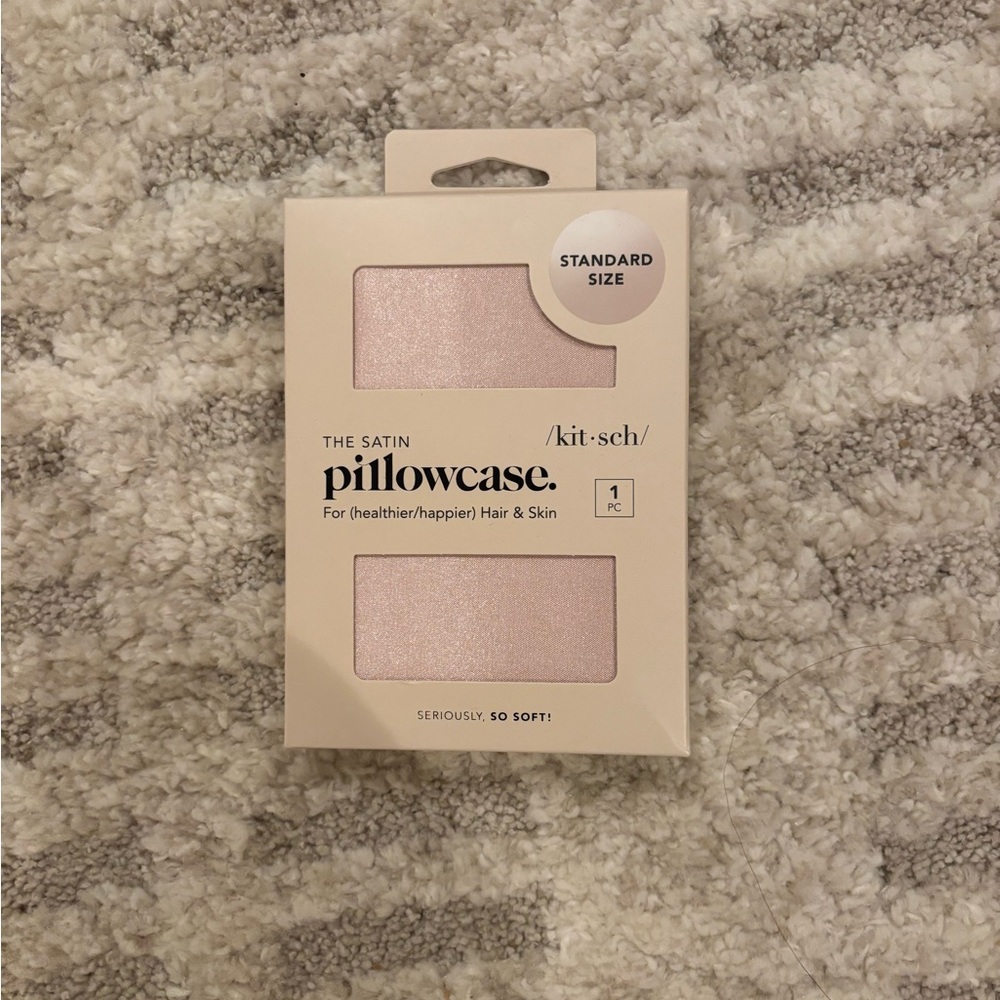 STANDARD
SIZE
THE SATIN
/kit·sch/
pillowcase.
For (healthier/happier) Hair & Skin
1
PC
SERIOUSLY, SO SOFT!